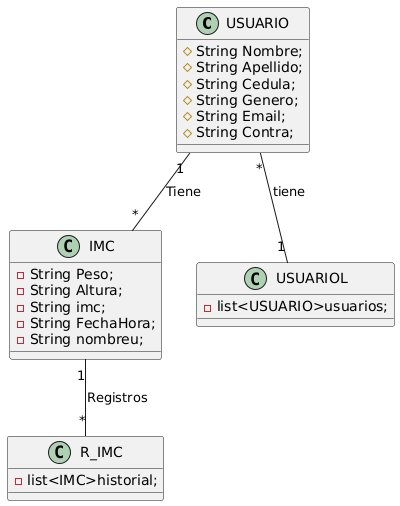 C USUARIO
String Nombre;
String Apellido;
String Cedula;
String Genero;
String Email;
String Contra;
1
*
Tiene
tiene
*
1
C IMC
String Peso;
String Altura;
String imc;
String FechaHora;
String nombreu;
C USUARIOL
list<USUARIO>usuarios;
1
Registros
*
C R_IMC
list<IMC>historial;